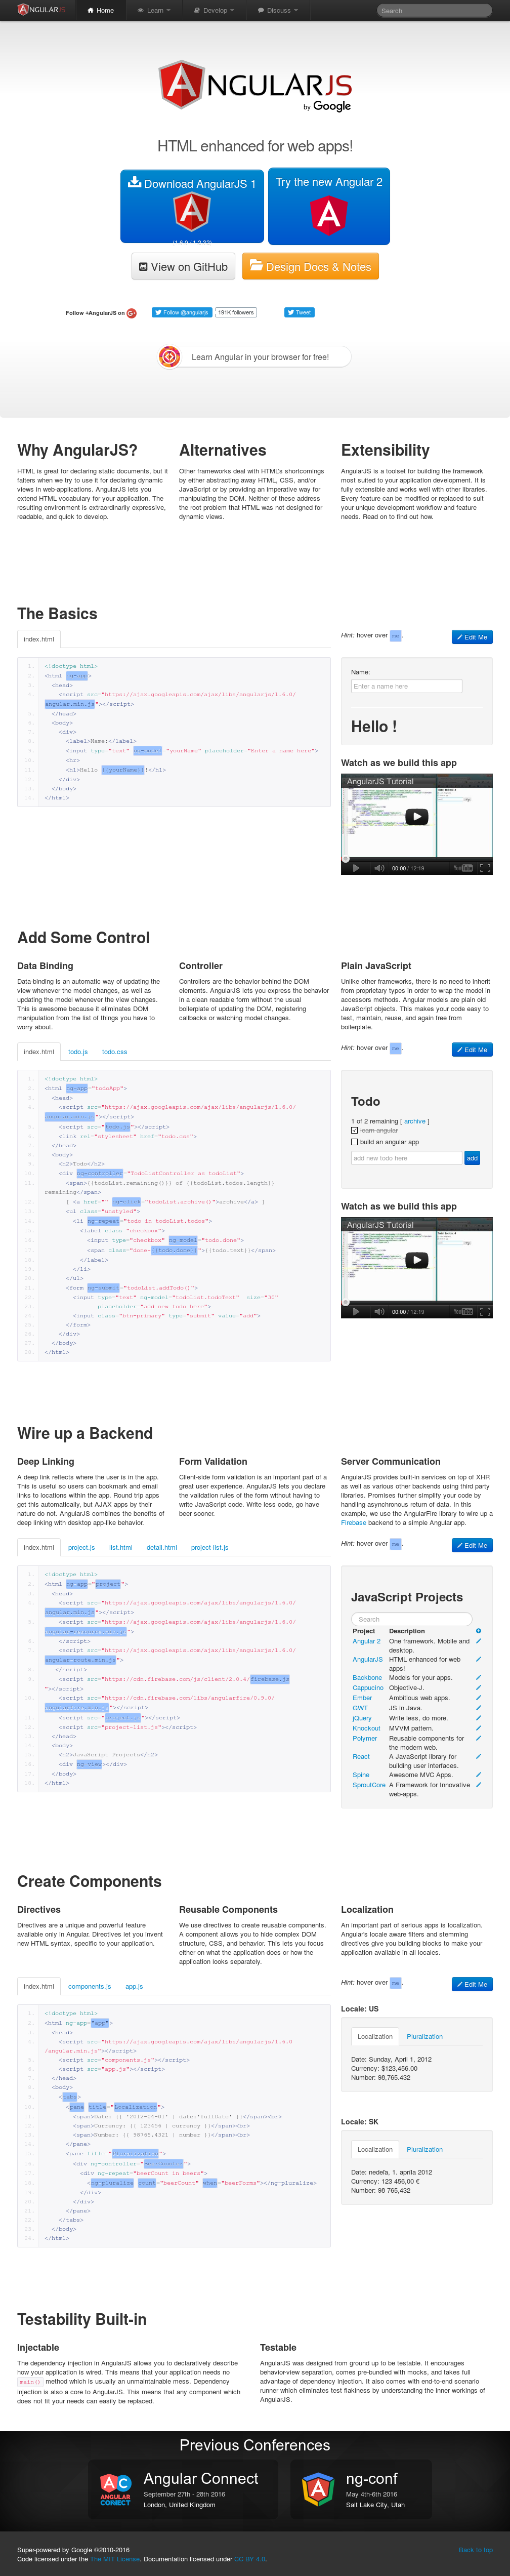 ANGULARJS
Home
Learn
Develop
Discuss
Search
ANGULARJS
by Google
HTML enhanced for web apps!
Download AngularJS 1
Try the new Angular 2
View on GitHub
Design Docs & Notes
Follow +AngularJS on
Follow @angularjs
191K followers
Tweet
Learn Angular in your browser for free!
Why AngularJS?
HTML is great for declaring static documents, but it
falters when we try to use it for declaring dynamic
views in web-applications. AngularJS lets you
extend HTML vocabulary for your application. The
resulting environment is extraordinarily expressive,
readable, and quick to develop.
Alternatives
Other frameworks deal with HTML's shortcomings
by either abstracting away HTML, CSS, and/or
JavaScript or by providing an imperative way for
manipulating the DOM. Neither of these address
the root problem that HTML was not designed for
dynamic views.
Extensibility
AngularJS is a toolset for building the framework
most suited to your application development. It is
fully extensible and works well with other libraries.
Every feature can be modified or replaced to suit
your unique development workflow and feature
needs. Read on to find out how.
The Basics
index.html
Hint: hover over me.
Edit Me
<!doctype html>
<html ng-app>
<head>
<script src="https://ajax.googleapis.com/ajax/libs/angularjs/1.6.0/
angular.min.js"></script>
</head>
<body>
<div>
<label>Name:</label>
<input type="text" ng-model="yourName" placeholder="Enter a name here">
<hr>
<h1>Hello {{yourName}}!</h1>
</div>
</body>
</html>
Name:
Enter a name here
Hello !
Watch as we build this app
AngularJS Tutorial
00:00 / 12:19
Add Some Control
Data Binding
Data-binding is an automatic way of updating the
view whenever the model changes, as well as
updating the model whenever the view changes.
This is awesome because it eliminates DOM
manipulation from the list of things you have to
worry about.
Controller
Controllers are the behavior behind the DOM
elements. AngularJS lets you express the behavior
in a clean readable form without the usual
boilerplate of updating the DOM, registering
callbacks or watching model changes.
Plain JavaScript
Unlike other frameworks, there is no need to inherit
from proprietary types in order to wrap the model in
accessors methods. Angular models are plain old
JavaScript objects. This makes your code easy to
test, maintain, reuse, and again free from
boilerplate.
index.html
todo.js
todo.css
Hint: hover over me.
Edit Me
<!doctype html>
<html ng-app="todoApp">
<head>
<script src="https://ajax.googleapis.com/ajax/libs/angularjs/1.6.0/
angular.min.js"></script>
<script src="todo.js"></script>
<link rel="stylesheet" href="todo.css">
</head>
<body>
<h2>Todo</h2>
<div ng-controller="TodoListController as todoList">
<span>{{todoList.remaining()}} of {{todoList.todos.length}}
remaining</span>
[ <a href="" ng-click="todoList.archive()">archive</a> ]
<ul class="unstyled">
<li ng-repeat="todo in todoList.todos">
<label class="checkbox">
<input type="checkbox" ng-model="todo.done">
<span class="done-{{todo.done}}">{{todo.text}}</span>
</label>
</li>
</ul>
<form ng-submit="todoList.addTodo()">
<input type="text" ng-model="todoList.todoText" size="30"
placeholder="add new todo here">
<input class="btn-primary" type="submit" value="add">
</form>
</div>
</body>
</html>
Todo
1 of 2 remaining [ archive ]
learn angular
build an angular app
add new todo here
add
Watch as we build this app
AngularJS Tutorial
00:00 / 12:19
Wire up a Backend
Deep Linking
A deep link reflects where the user is in the app.
This is useful so users can bookmark and email
links to locations within the app. Round trip apps
get this automatically, but AJAX apps by their
nature do not. AngularJS combines the benefits of
deep linking with desktop app-like behavior.
Form Validation
Client-side form validation is an important part of a
great user experience. AngularJS lets you declare
the validation rules of the form without having to
write JavaScript code. Write less code, go have
beer sooner.
Server Communication
AngularJS provides built-in services on top of XHR
as well as various other backends using third party
libraries. Promises further simplify your code by
handling asynchronous return of data. In this
example, we use the AngularFire library to wire up a
Firebase backend to a simple Angular app.
index.html
project.js
list.html
detail.html
project-list.js
Hint: hover over me.
Edit Me
<!doctype html>
<html ng-app="project">
<head>
<script src="https://ajax.googleapis.com/ajax/libs/angularjs/1.6.0/
angular.min.js"></script>
<script src="https://ajax.googleapis.com/ajax/libs/angularjs/1.6.0/
angular-resource.min.js">
</script>
<script src="https://ajax.googleapis.com/ajax/libs/angularjs/1.6.0/
angular-route.min.js">
</script>
<script src="https://cdn.firebase.com/js/client/2.0.4/firebase.js
"></script>
<script src="https://cdn.firebase.com/libs/angularfire/0.9.0/
angularfire.min.js"></script>
<script src="project.js"></script>
<script src="project-list.js"></script>
</head>
<body>
<h2>JavaScript Projects</h2>
<div ng-view></div>
</body>
</html>
JavaScript Projects
Search
Project Description
Angular 2 One framework. Mobile and
desktop.
AngularJS HTML enhanced for web
apps!
Backbone Models for your apps.
Cappucino Objective-J.
Ember Ambitious web apps.
GWT JS in Java.
jQuery Write less, do more.
Knockout MVVM pattern.
Polymer Reusable components for
the modern web.
React A JavaScript library for
building user interfaces.
Spine Awesome MVC Apps.
SproutCore A Framework for Innovative
web-apps.
Create Components
Directives
Directives are a unique and powerful feature
available only in Angular. Directives let you invent
new HTML syntax, specific to your application.
Reusable Components
We use directives to create reusable components.
A component allows you to hide complex DOM
structure, CSS, and behavior. This lets you focus
either on what the application does or how the
application looks separately.
Localization
An important part of serious apps is localization.
Angular's locale aware filters and stemming
directives give you building blocks to make your
application available in all locales.
index.html
components.js
app.js
Hint: hover over me.
Edit Me
<!doctype html>
<html ng-app="app">
<head>
<script src="https://ajax.googleapis.com/ajax/libs/angularjs/1.6.0
/angular.min.js"></script>
<script src="components.js"></script>
<script src="app.js"></script>
</head>
<body>
<tabs>
<pane title="Localization">
<span>Date: {{ '2012-04-01' | date:'fullDate' }}</span><br>
<span>Currency: {{ 123456 | currency }}</span><br>
<span>Number: {{ 98765.4321 | number }}</span><br>
</pane>
<pane title="Pluralization">
<div ng-controller="BeerCounter">
<div ng-repeat="beerCount in beers">
<ng-pluralize count="beerCount" when="beerForms"></ng-pluralize>
</div>
</div>
</pane>
</tabs>
</body>
</html>
Locale: US
Localization
Pluralization
Date: Sunday, April 1, 2012
Currency: $123,456.00
Number: 98,765.432
Locale: SK
Localization
Pluralization
Date: nedeľa, 1. apríla 2012
Currency: 123 456,00 €
Number: 98 765,432
Testability Built-in
Injectable
The dependency injection in AngularJS allows you to declaratively describe
how your application is wired. This means that your application needs no
main() method which is usually an unmaintainable mess. Dependency
injection is also a core to AngularJS. This means that any component which
does not fit your needs can easily be replaced.
Testable
AngularJS was designed from ground up to be testable. It encourages
behavior-view separation, comes pre-bundled with mocks, and takes full
advantage of dependency injection. It also comes with end-to-end scenario
runner which eliminates test flakiness by understanding the inner workings of
AngularJS.
Previous Conferences
ANGULAR
CONNECT
Angular Connect
September 27th - 28th 2016
London, United Kingdom
ng-conf
May 4th-6th 2016
Salt Lake City, Utah
Super-powered by Google ©2010-2016
Code licensed under the The MIT License. Documentation licensed under CC BY 4.0.
Back to top